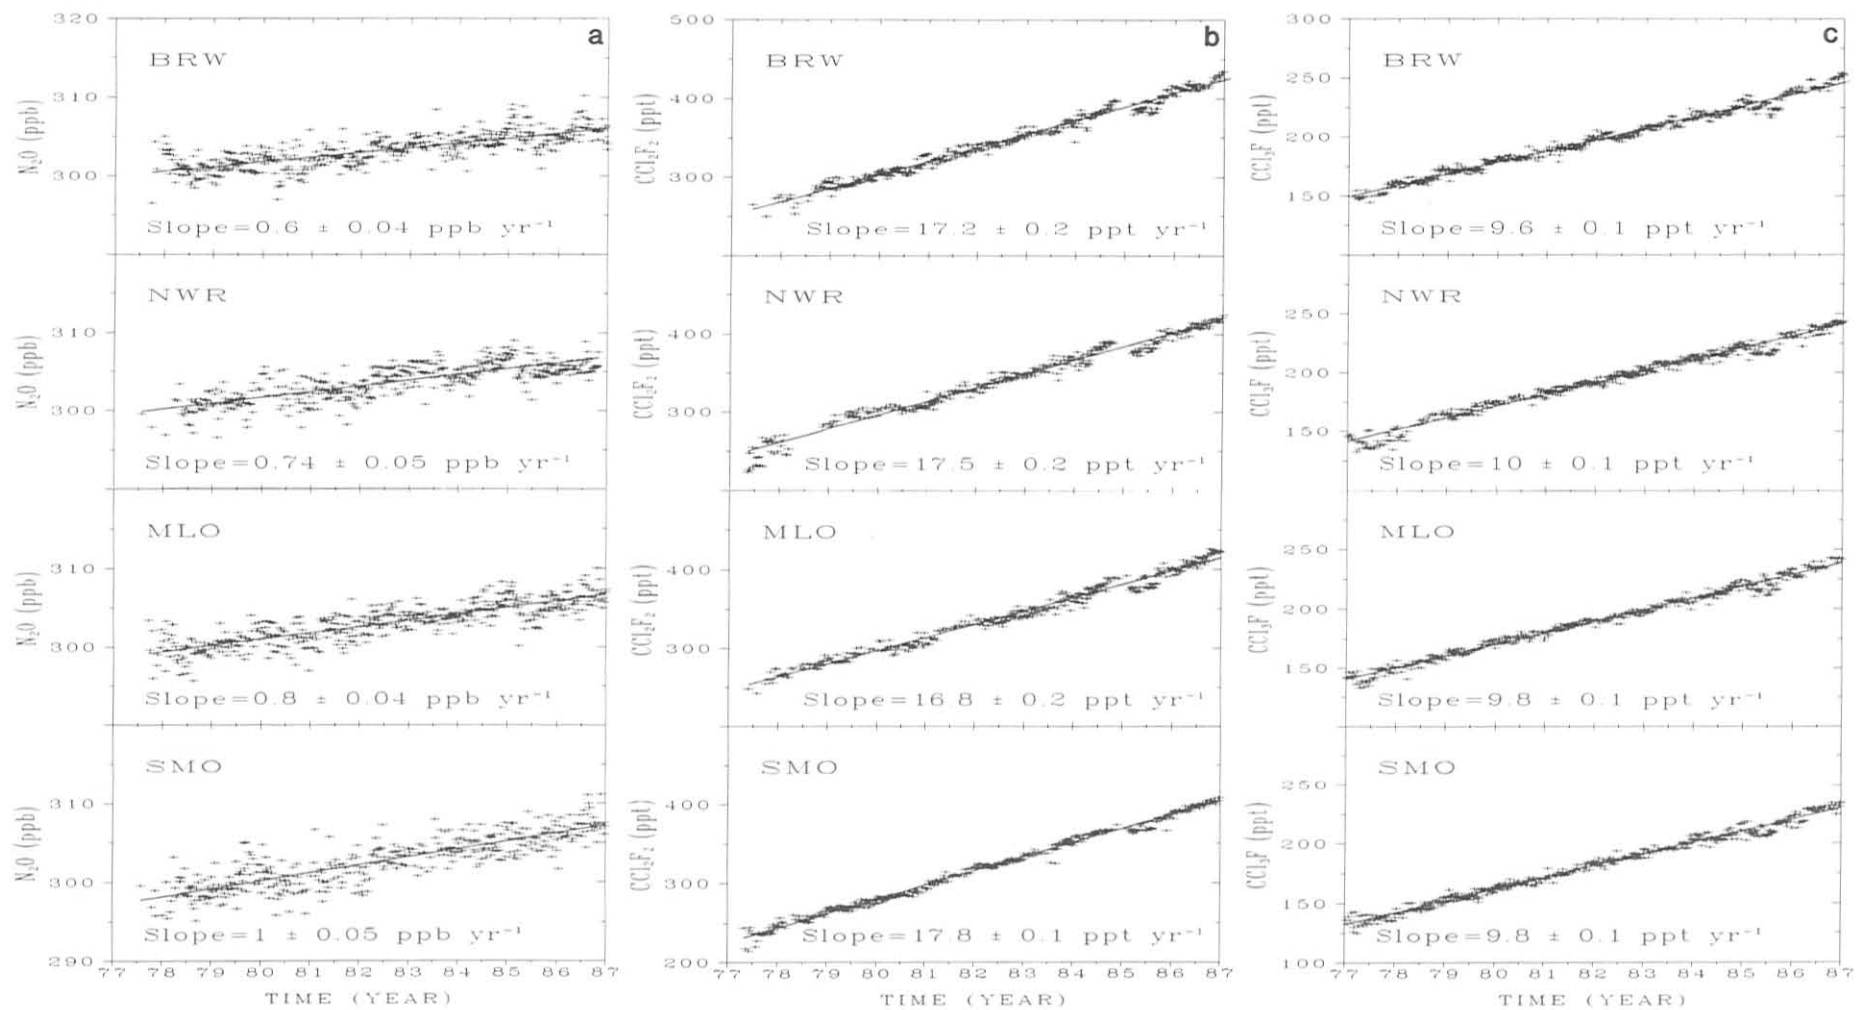 a
320
310
300
N₂O (ppb)
BRW
Slope=0.6 ± 0.04 ppb yr⁻¹
310
300
N₂O (ppb)
NWR
Slope=0.74 ± 0.05 ppb yr⁻¹
310
300
N₂O (ppb)
MLO
Slope=0.8 ± 0.04 ppb yr⁻¹
310
300
290
N₂O (ppb)
SMO
Slope=1 ± 0.05 ppb yr⁻¹
77 78 79 80 81 82 83 84 85 86 87
TIME (YEAR)
b
500
400
300
CCl₂F₂ (ppt)
BRW
Slope=17.2 ± 0.2 ppt yr⁻¹
400
300
CCl₂F₂ (ppt)
NWR
Slope=17.5 ± 0.2 ppt yr⁻¹
400
300
CCl₂F₂ (ppt)
MLO
Slope=16.8 ± 0.2 ppt yr⁻¹
400
300
200
CCl₂F₂ (ppt)
SMO
Slope=17.8 ± 0.1 ppt yr⁻¹
77 78 79 80 81 82 83 84 85 86 87
TIME (YEAR)
c
300
250
200
150
CCl₃F (ppt)
BRW
Slope=9.6 ± 0.1 ppt yr⁻¹
250
200
150
CCl₃F (ppt)
NWR
Slope=10 ± 0.1 ppt yr⁻¹
250
200
150
CCl₃F (ppt)
MLO
Slope=9.8 ± 0.1 ppt yr⁻¹
250
200
150
100
CCl₃F (ppt)
SMO
Slope=9.8 ± 0.1 ppt yr⁻¹
77 78 79 80 81 82 83 84 85 86 87
TIME (YEAR)